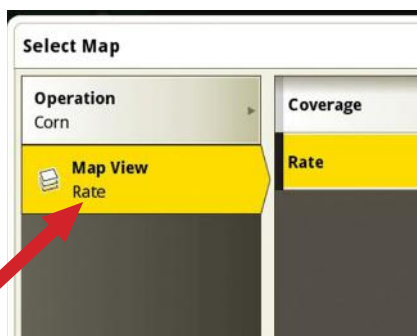 Select Map
Operation
Corn
Map View
Rate
Coverage
Rate